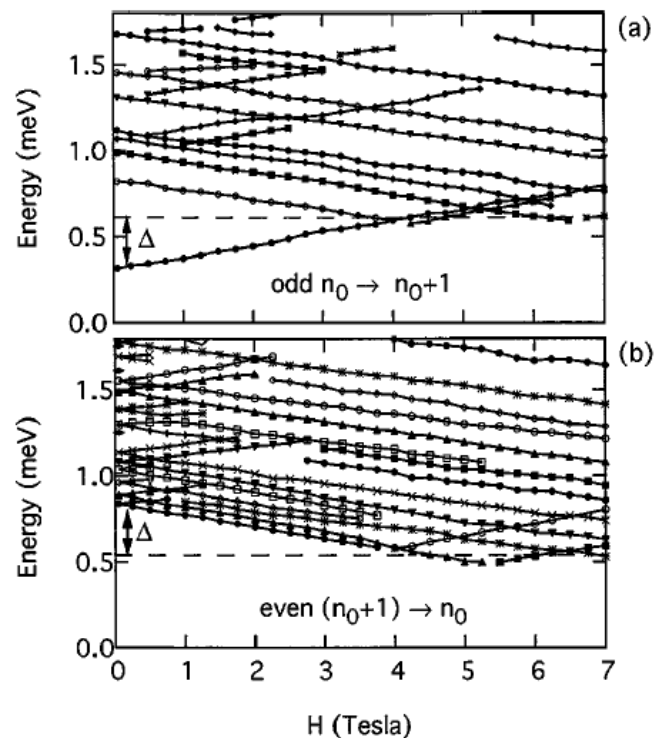 (a)
1.5
1.0
0.5
0.0
Energy (meV)
Δ
odd n₀ → n₀+1
(b)
1.5
1.0
0.5
0.0
Energy (meV)
Δ
even (n₀+1) → n₀
0 1 2 3 4 5 6 7
H (Tesla)